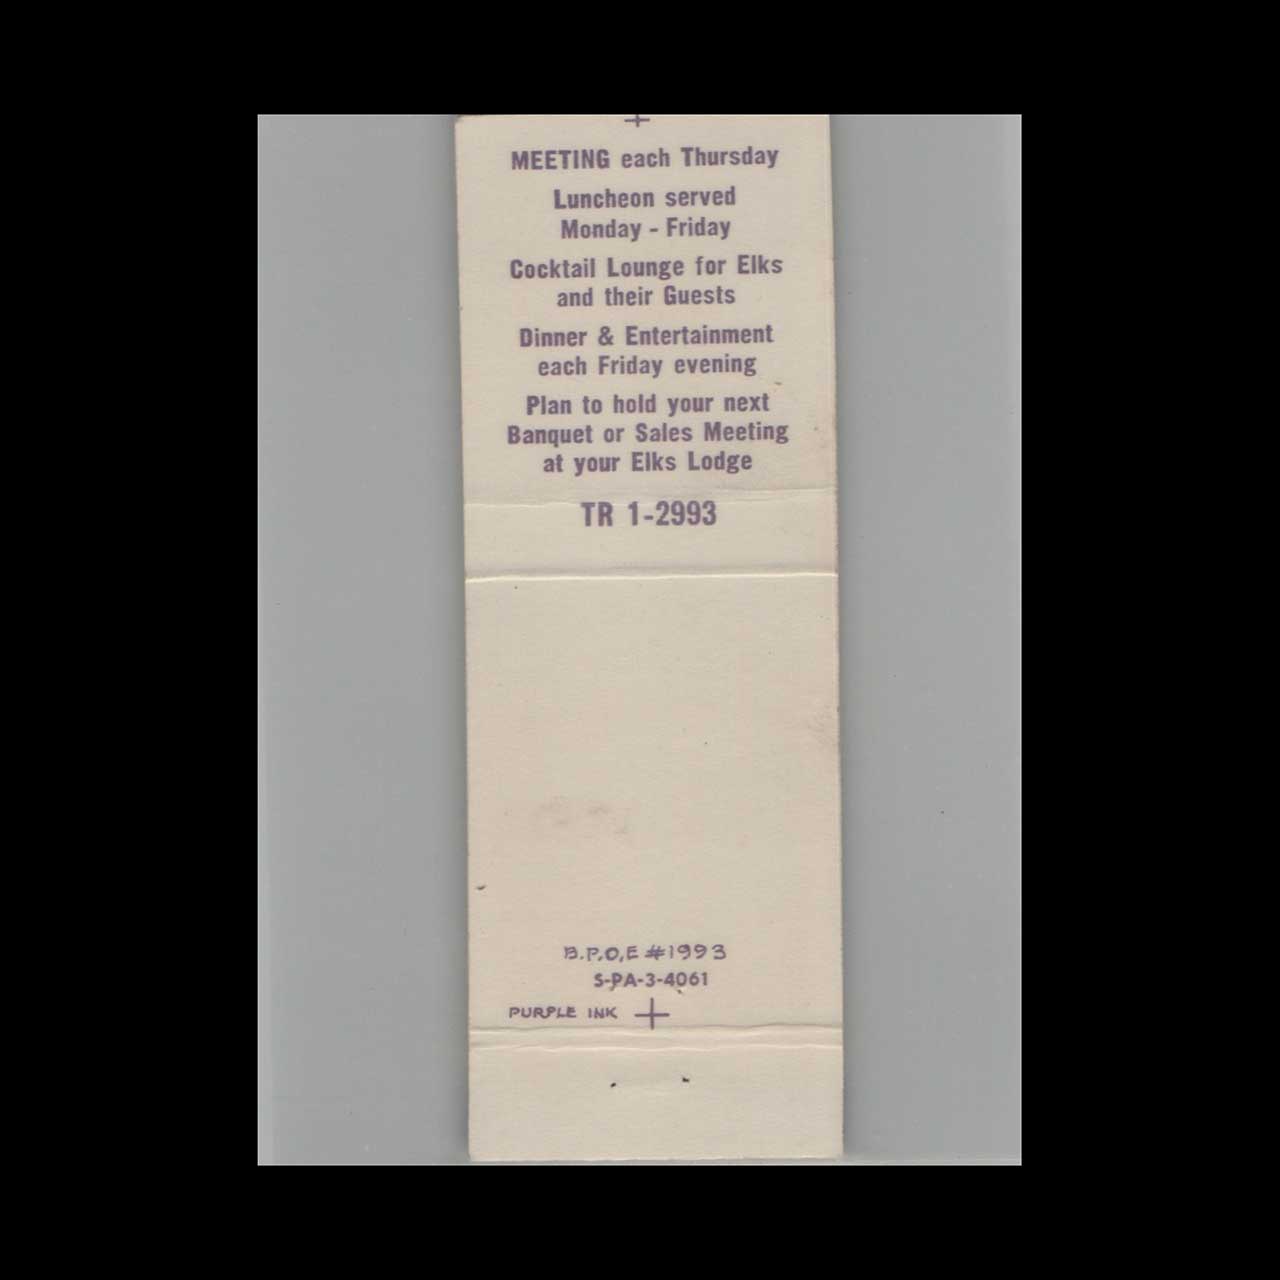 MEETING each Thursday
Luncheon served
Monday - Friday
Cocktail Lounge for Elks
and their Guests
Dinner & Entertainment
each Friday evening
Plan to hold your next
Banquet or Sales Meeting
at your Elks Lodge
TR 1-2993
B.P.O.E #1993
S-PA-3-4061
PURPLE INK